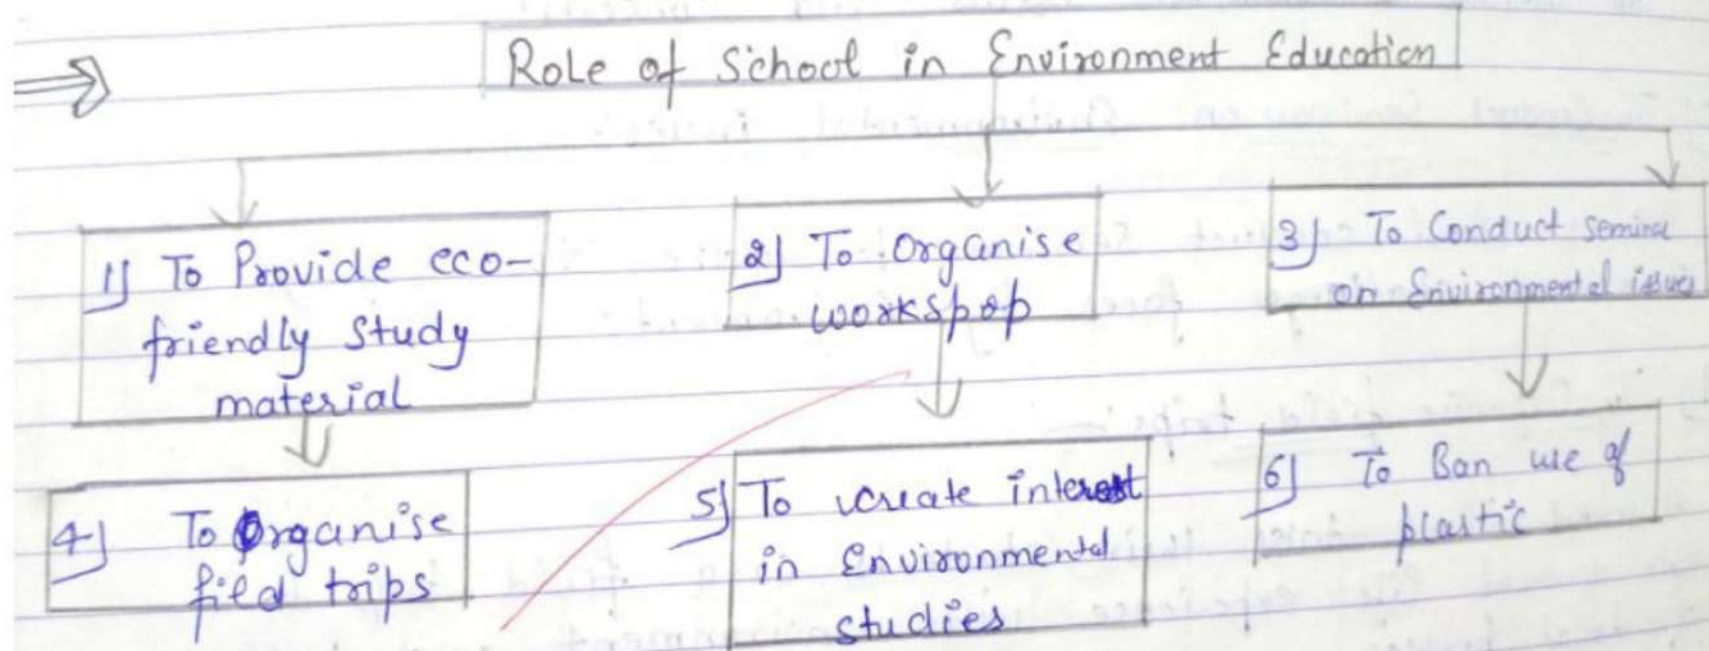 Role of School in Environment Education
1) To Provide eco-
friendly study
material
2) To Organise
workspop
3) To Conduct
on Environmental issues
4) To Organise
field trips
5) To create interest
in Environmental
studies
6) To Ban use of
plastic